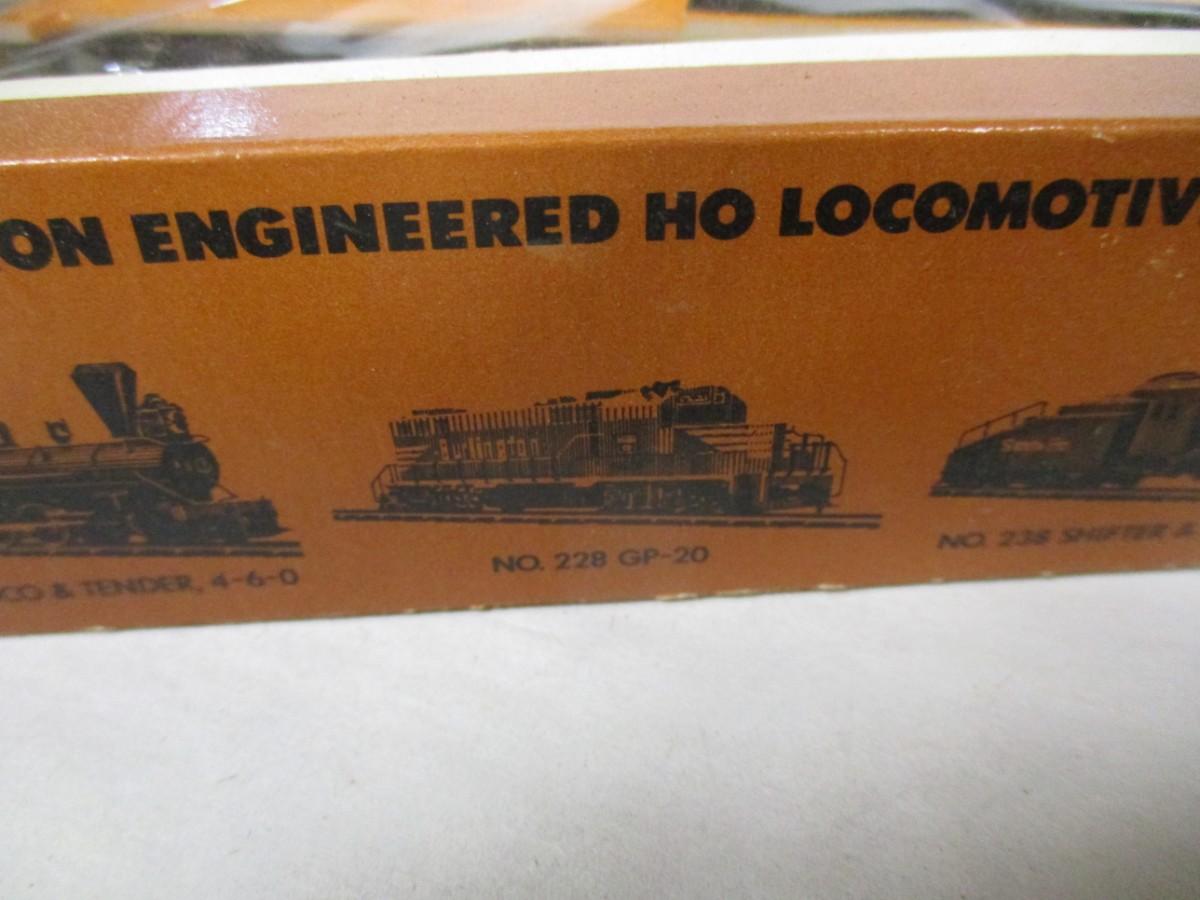 ON ENGINEERED HO LOCOMOTIV
Burlington
CO & TENDER, 4-6-0
NO. 228 GP-20
NO. 238 SHIFTER &